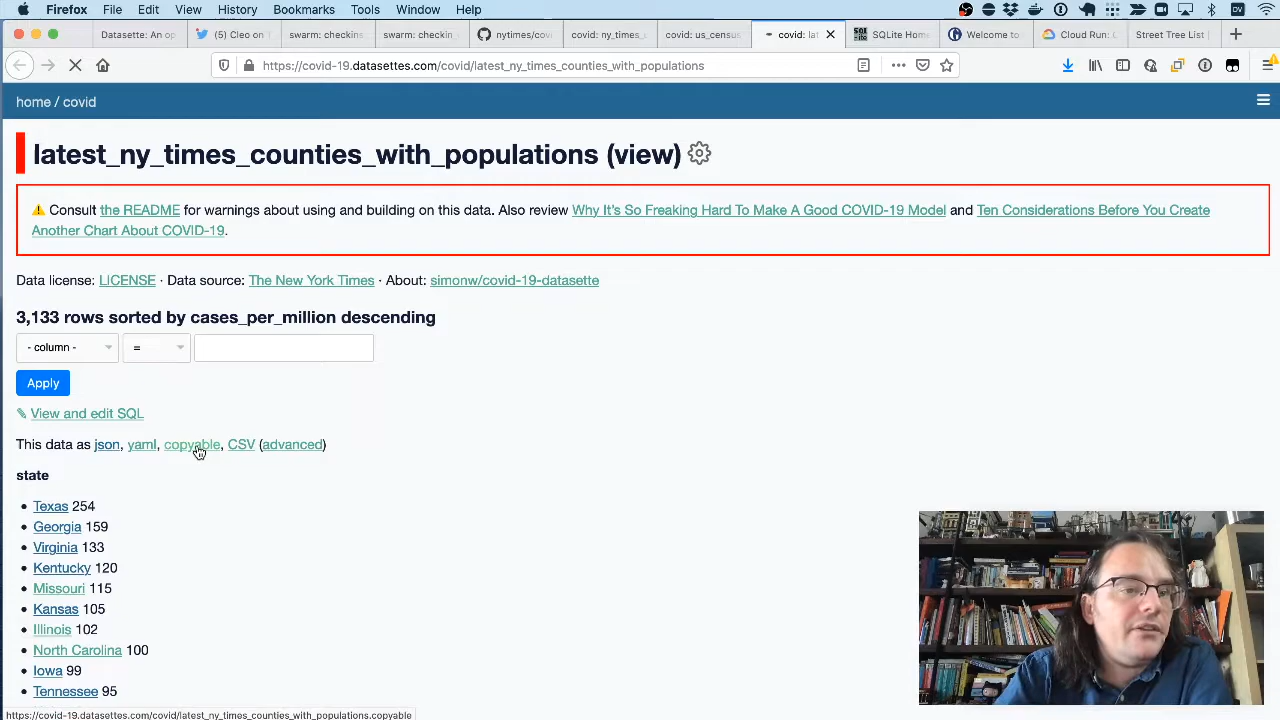 Firefox File Edit View History Bookmarks Tools Window Help
Datasette: An op
(5) Cleo on
swarm: checkin
swarm: checkin
nytimes/covi
covid: ny_times_
covid: us_census
covid: lat
SQLite Home
Welcome to
Cloud Run:
Street Tree List
https://covid-19.datasettes.com/covid/latest_ny_times_counties_with_populations
home / covid
latest_ny_times_counties_with_populations (view)
⚠ Consult the README for warnings about using and building on this data. Also review Why It's So Freaking Hard To Make A Good COVID-19 Model and Ten Considerations Before You Create
Another Chart About COVID-19.
Data license: LICENSE · Data source: The New York Times · About: simonw/covid-19-datasette
3,133 rows sorted by cases_per_million descending
- column - =
Apply
✎ View and edit SQL
This data as json, yaml, copyable, CSV (advanced)
state
• Texas 254
• Georgia 159
• Virginia 133
• Kentucky 120
• Missouri 115
• Kansas 105
• Illinois 102
• North Carolina 100
• Iowa 99
• Tennessee 95
https://covid-19.datasettes.com/covid/latest_ny_times_counties_with_populations.copyable